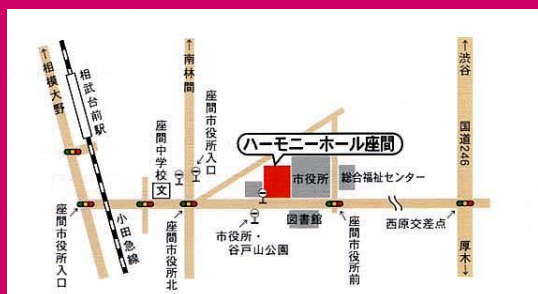 ↑相模大野
相武台前駅
座間中学校
文
↑南林間
座間市役所入口
ハーモニーホール座間
市役所
総合福祉センター
↑渋谷
国道246
厚木↓
座間市役所入口
小田急線
座間市役所北
市役所・
谷戸山公園
図書館
座間市役所前
西原交差点